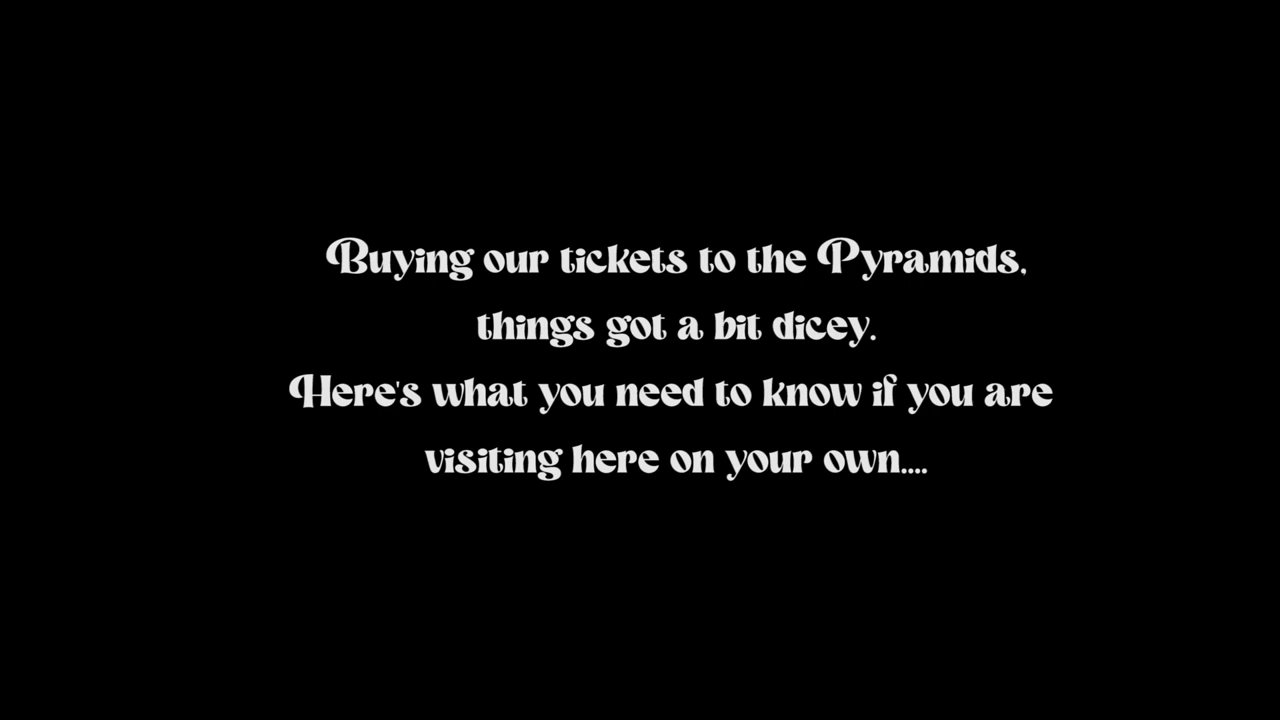 Buying our tickets to the Pyramids,
things got a bit dicey.
Here's what you need to know if you are
visiting here on your own....